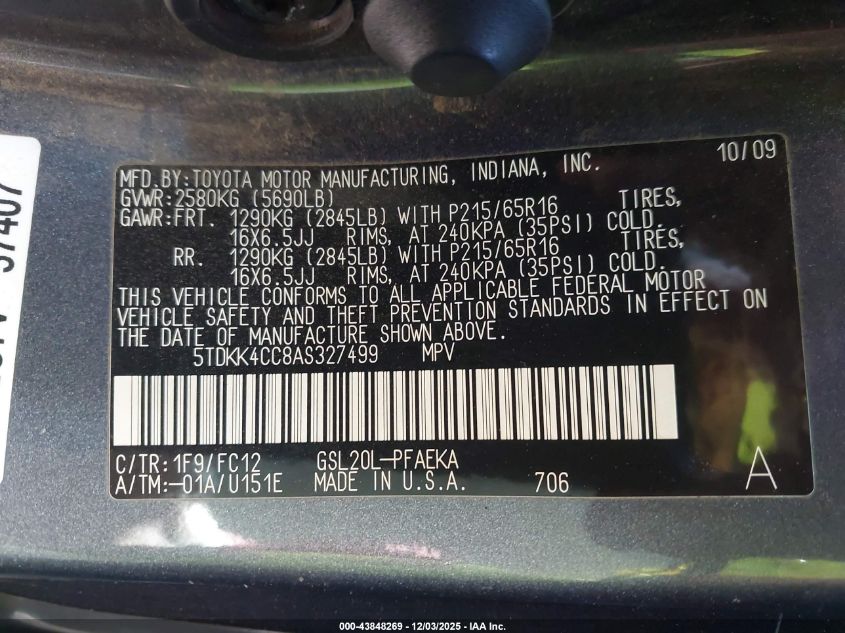 10/09
MFD.BY:TOYOTA MOTOR MANUFACTURING, INDIANA, INC.
GVWR:2580KG (5690LB)
GAWR:FRT. 1290KG (2845LB) WITH P215/65R16 TIRES,
16X6.5JJ RIMS, AT 240KPA (35PSI) COLD.
RR. 1290KG (2845LB) WITH P215/65R16 TIRES,
16X6.5JJ RIMS, AT 240KPA (35PSI) COLD.
THIS VEHICLE CONFORMS TO ALL APPLICABLE FEDERAL MOTOR
VEHICLE SAFETY AND THEFT PREVENTION STANDARDS IN EFFECT ON
THE DATE OF MANUFACTURE SHOWN ABOVE.
5TDKK4CC8AS327499 MPV
C/TR:1F9/FC12 GSL20L-PFAEKA
A/TM:-01A/U151E MADE IN U.S.A. 706 A
37407
000-43848269 - 12/03/2025 - IAA Inc.